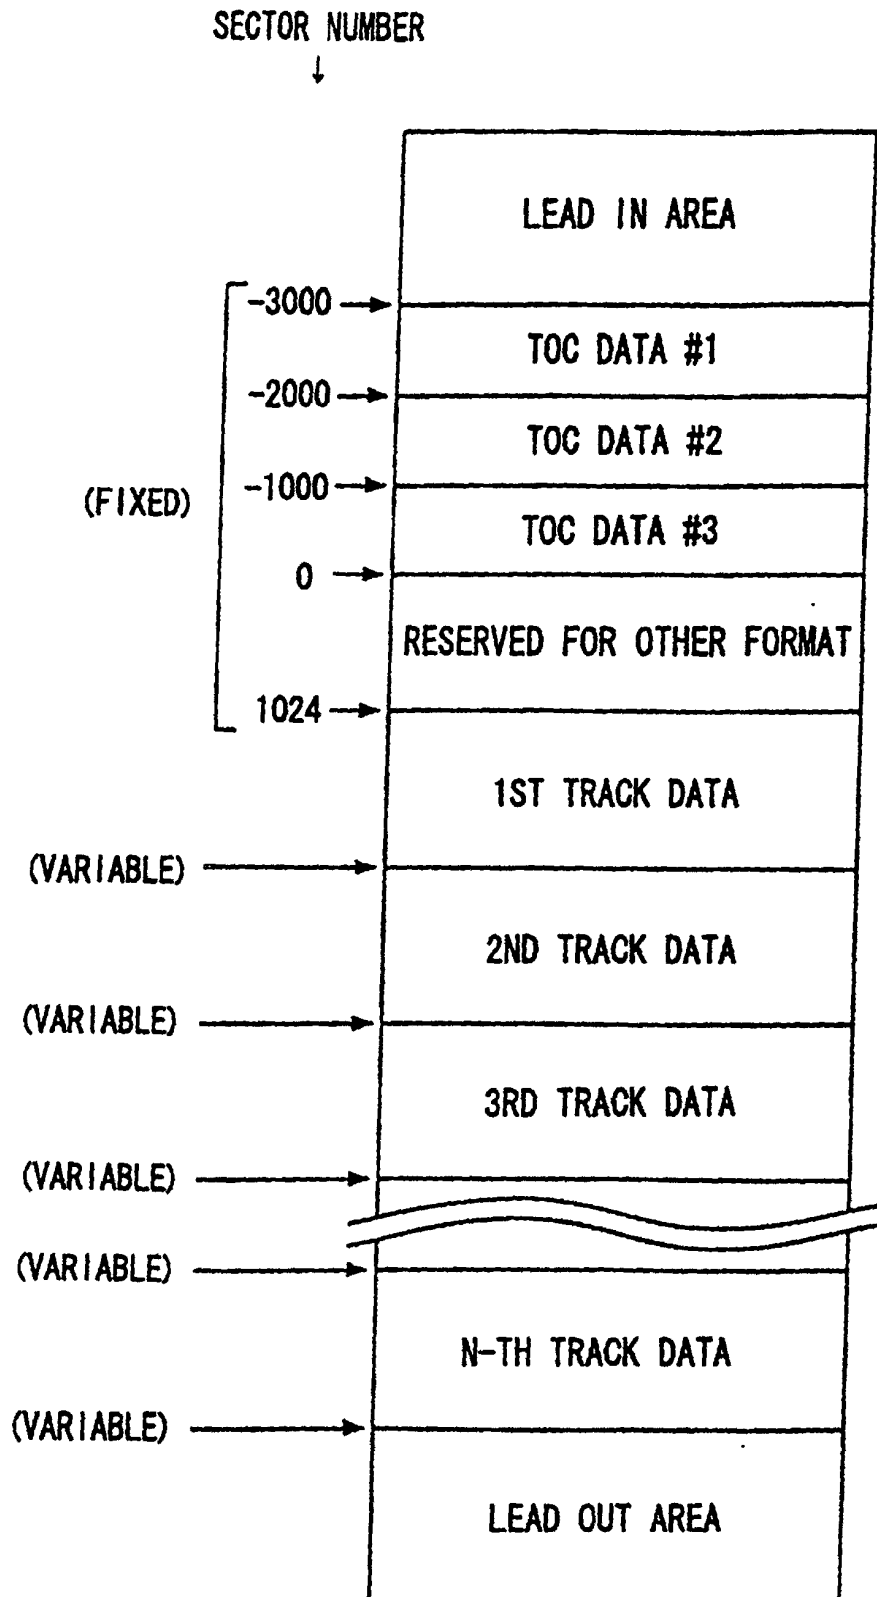 SECTOR NUMBER
LEAD IN AREA
-3000
TOC DATA #1
-2000
TOC DATA #2
-1000
(FIXED)
TOC DATA #3
0
RESERVED FOR OTHER FORMAT
1024
1ST TRACK DATA
(VARIABLE)
2ND TRACK DATA
(VARIABLE)
3RD TRACK DATA
(VARIABLE)
(VARIABLE)
N-TH TRACK DATA
(VARIABLE)
LEAD OUT AREA